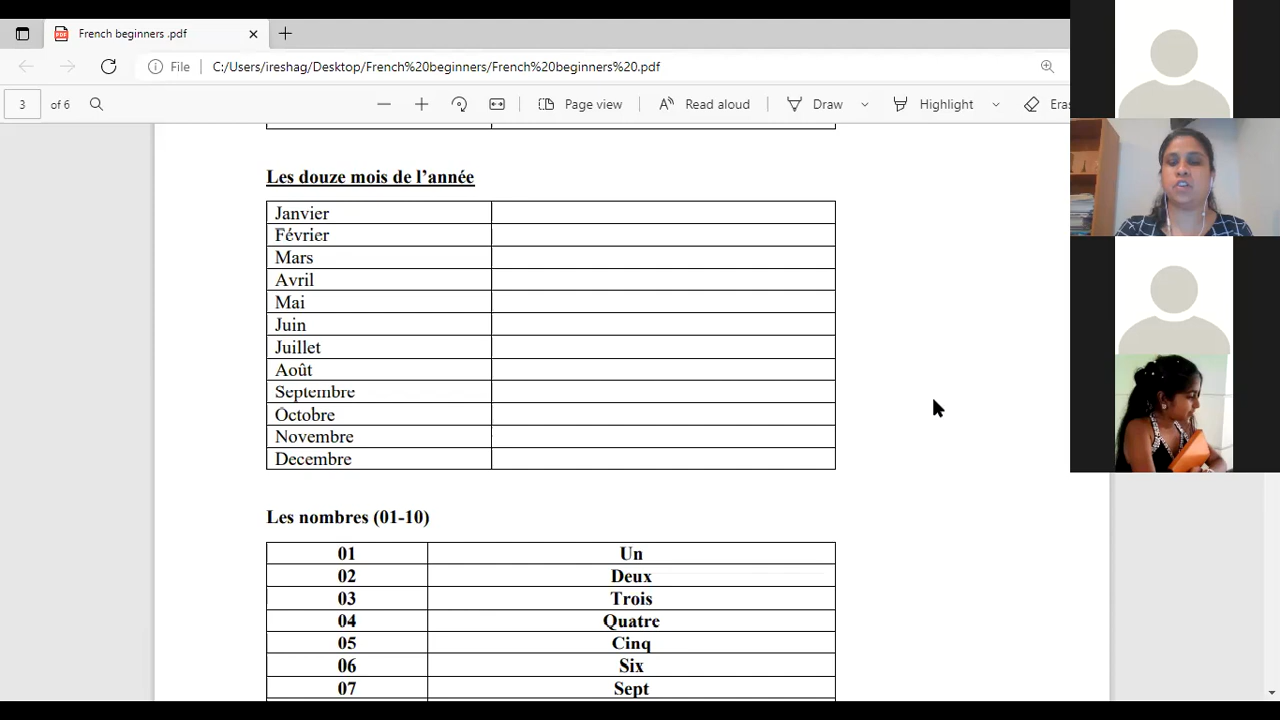 French beginners .pdf
File C:/Users/ireshag/Desktop/French%20beginners/French%20beginners%20.pdf
3 of 6 Page view Read aloud Draw Highlight Eras
Les douze mois de l’année
Janvier
Février
Mars
Avril
Mai
Juin
Juillet
Août
Septembre
Octobre
Novembre
Decembre
Les nombres (01-10)
01 Un
02 Deux
03 Trois
04 Quatre
05 Cinq
06 Six
07 Sept